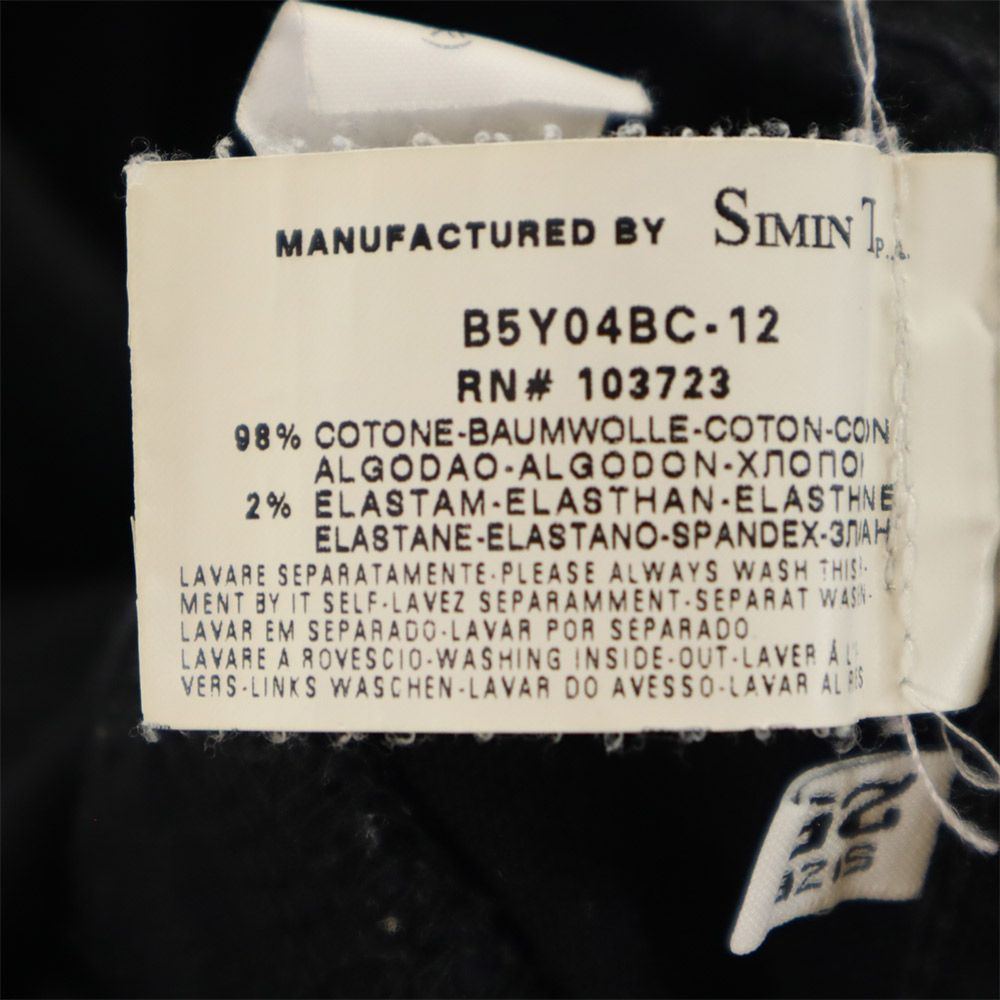 MANUFACTURED BY SIMIN
B5Y04BC-12
RN# 103723
98% COTONE-BAUMWOLLE-COTON-
ALGODAO-ALGODON-
2% ELASTAM-ELASTHAN-
ELASTANE-ELASTANO-SPANDEX-
LAVARE SEPARATAMENTE-PLEASE ALWAYS WASH THIS
MENT BY IT SELF-LAVEZ SEPARAMMENT-SEPARAT
LAVAR EM SEPARADO-LAVAR POR SEPARADO
LAVARE A ROVESCIO-WASHING INSIDE-OUT-LAVER Á
VERS-LINKS WASCHEN-LAVAR DO AVESSO-LAVAR AL